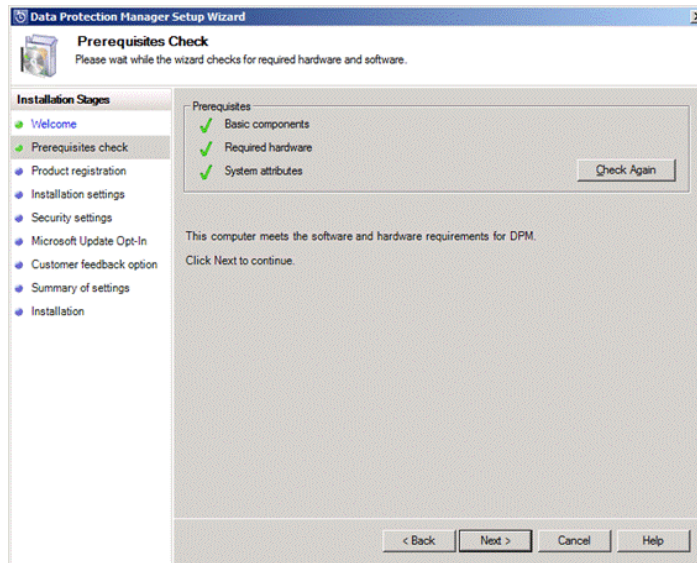 Data Protection Manager Setup Wizard
Prerequisites Check
Please wait while the wizard checks for required hardware and software.
Installation Stages
Welcome
Prerequisites check
Product registration
Installation settings
Security settings
Microsoft Update Opt-In
Customer feedback option
Summary of settings
Installation
Prerequisites
Basic components
Required hardware
System attributes
Check Again
This computer meets the software and hardware requirements for DPM.
Click Next to continue.
< Back
Next >
Cancel
Help